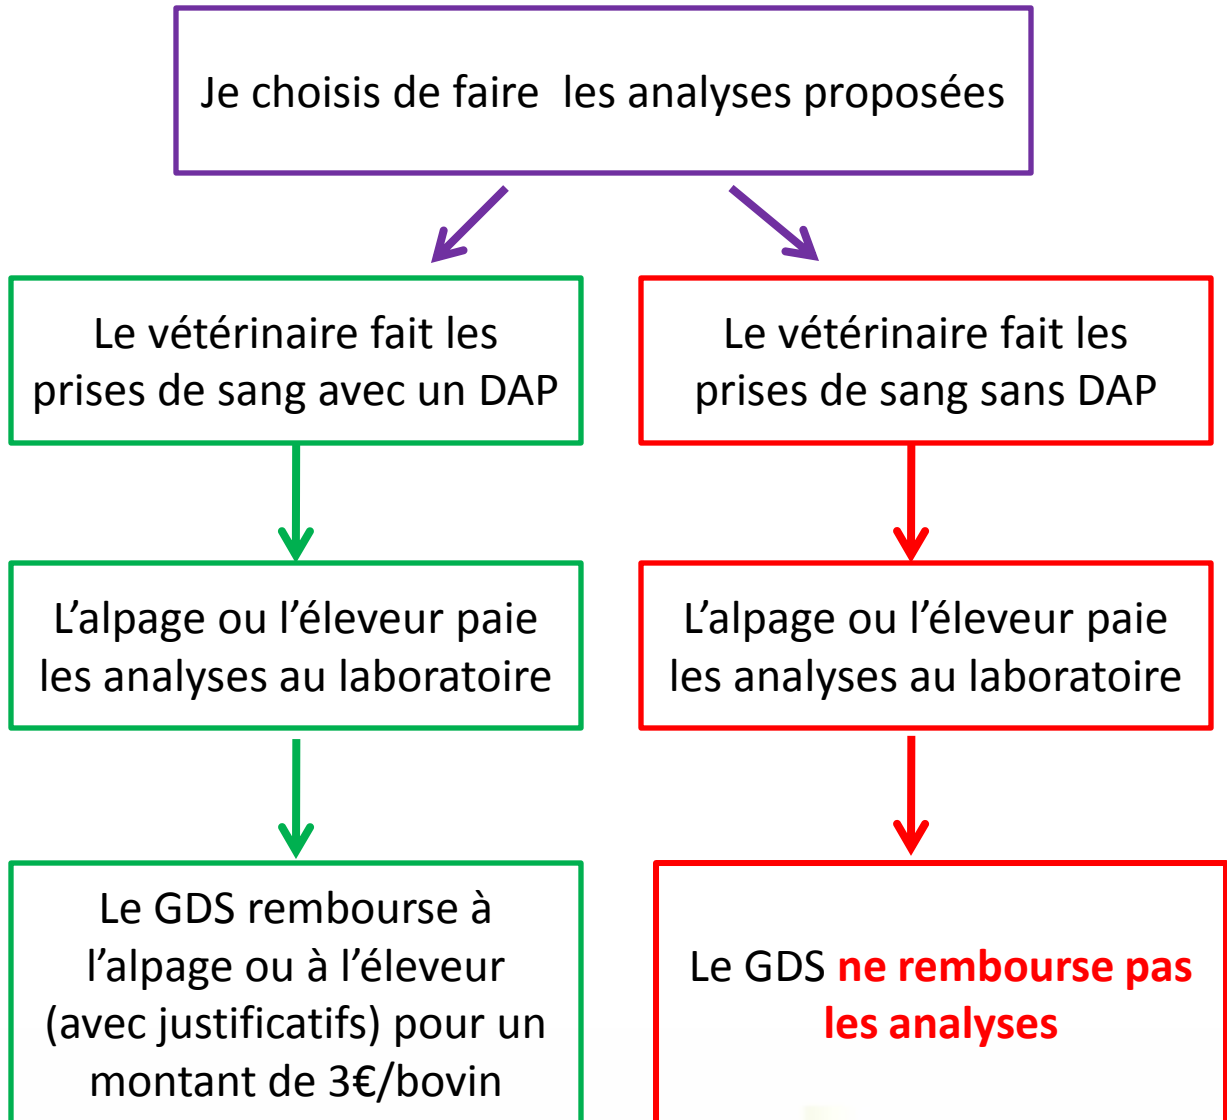 Je choisis de faire  les analyses proposées
Le vétérinaire fait les
prises de sang avec un DAP
Le vétérinaire fait les
prises de sang sans DAP
L’alpage ou l’éleveur paie
les analyses au laboratoire
L’alpage ou l’éleveur paie
les analyses au laboratoire
Le GDS rembourse à
l’alpage ou à l’éleveur
(avec justificatifs) pour un
montant de 3€/bovin
Le GDS ne rembourse pas
les analyses